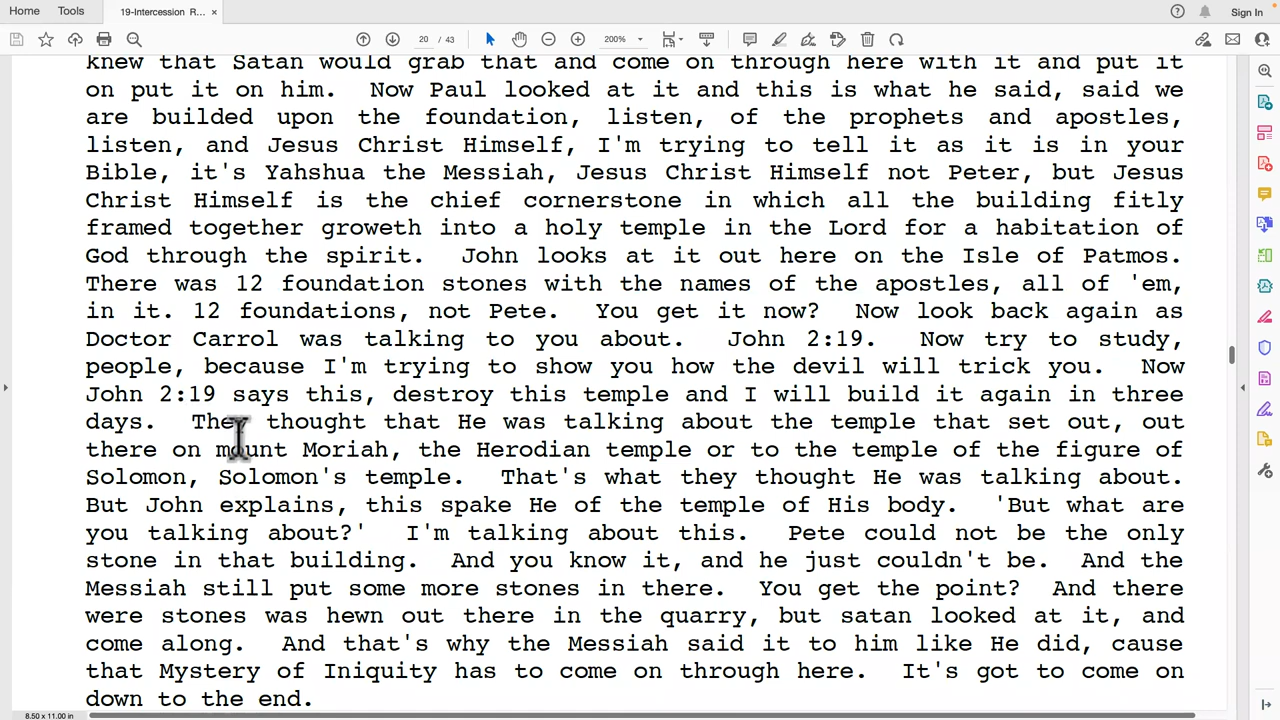 Home Tools 19-Intercession R... × Sign In
20 / 43 200%
knew that Satan would grab that and come on through here with it and put it
on put it on him.  Now Paul looked at it and this is what he said, said we
are builded upon the foundation, listen, of the prophets and apostles,
listen, and Jesus Christ Himself, I'm trying to tell it as it is in your
Bible, it's Yahshua the Messiah, Jesus Christ Himself not Peter, but Jesus
Christ Himself is the chief cornerstone in which all the building fitly
framed together groweth into a holy temple in the Lord for a habitation of
God through the spirit.  John looks at it out here on the Isle of Patmos.
There was 12 foundation stones with the names of the apostles, all of 'em,
in it. 12 foundations, not Pete.  You get it now?  Now look back again as
Doctor Carrol was talking to you about.  John 2:19.  Now try to study,
people, because I'm trying to show you how the devil will trick you.  Now
John 2:19 says this, destroy this temple and I will build it again in three
days.  They thought that He was talking about the temple that set out, out
there on mount Moriah, the Herodian temple or to the temple of the figure of
Solomon, Solomon's temple.  That's what they thought He was talking about.
But John explains, this spake He of the temple of His body.  'But what are
you talking about?'  I'm talking about this.  Pete could not be the only
stone in that building.  And you know it, and he just couldn't be.  And the
Messiah still put some more stones in there.  You get the point?  And there
were stones was hewn out there in the quarry, but satan looked at it, and
come along.  And that's why the Messiah said it to him like He did, cause
that Mystery of Iniquity has to come on through here.  It's got to come on
down to the end.
8.50 x 11.00 in